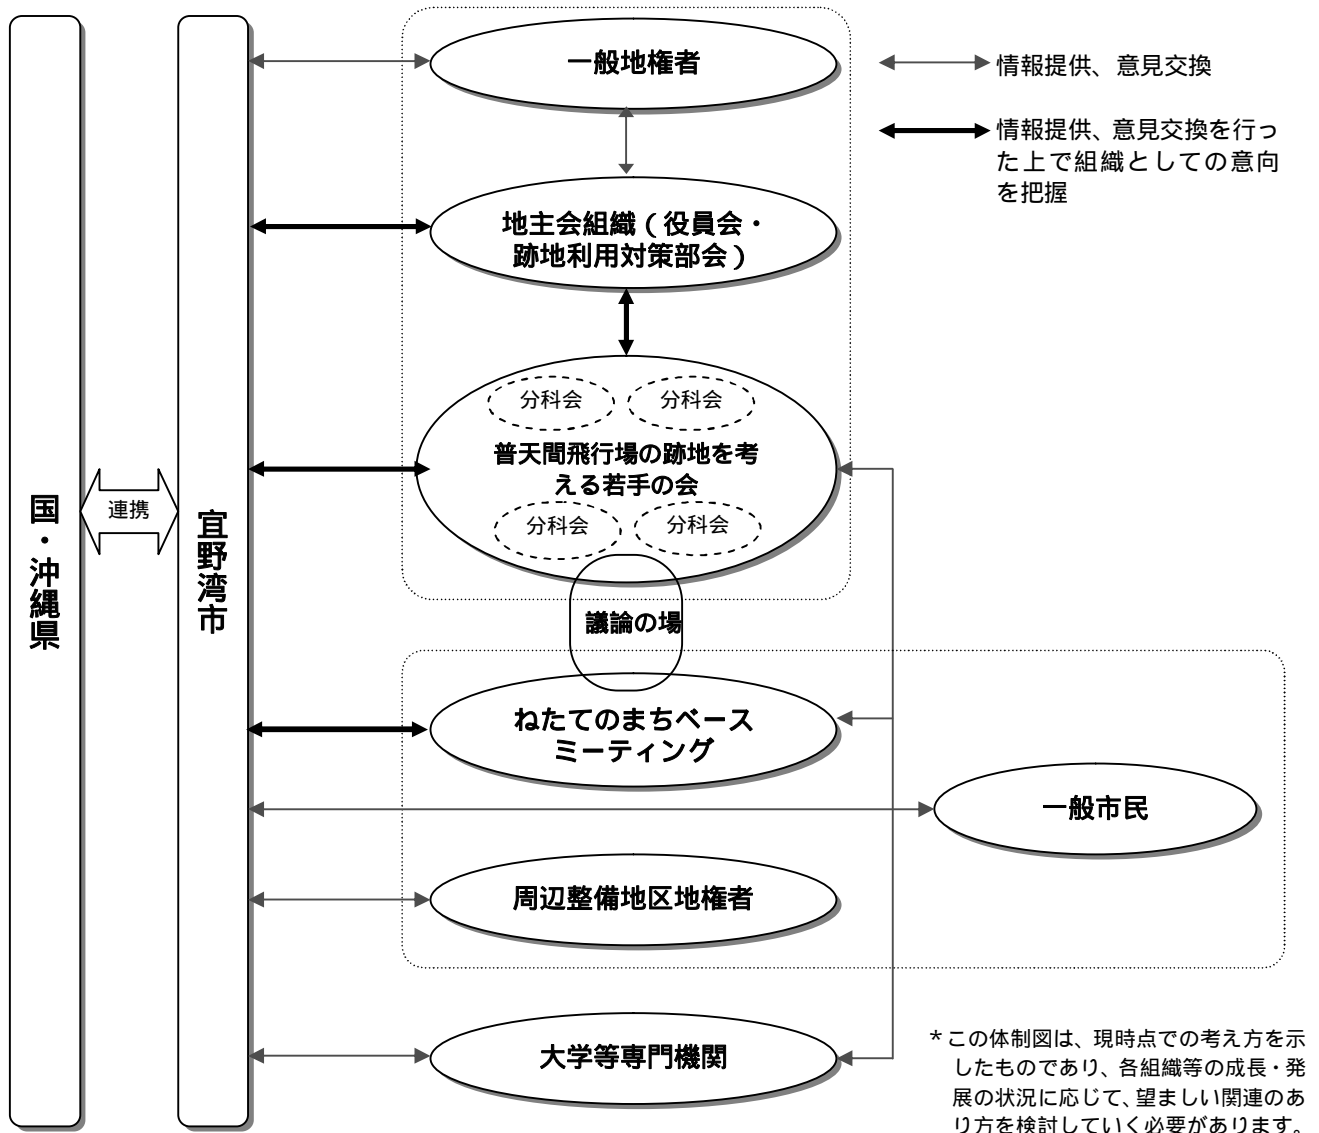 一般地権者
情報提供、意見交換
情報提供、意見交換を行っ
た上で組織としての意向
を把握
地主会組織（役員会・
跡地利用対策部会）
分科会
分科会
普天間飛行場の跡地を考
える若手の会
分科会
分科会
国・沖縄県
連携
宜野湾市
議論の場
ねたてのまちベース
ミーティング
一般市民
周辺整備地区地権者
大学等専門機関
＊この体制図は、現時点での考え方を示
したものであり、各組織等の成長・発
展の状況に応じて、望ましい関連のあ
り方を検討していく必要があります。